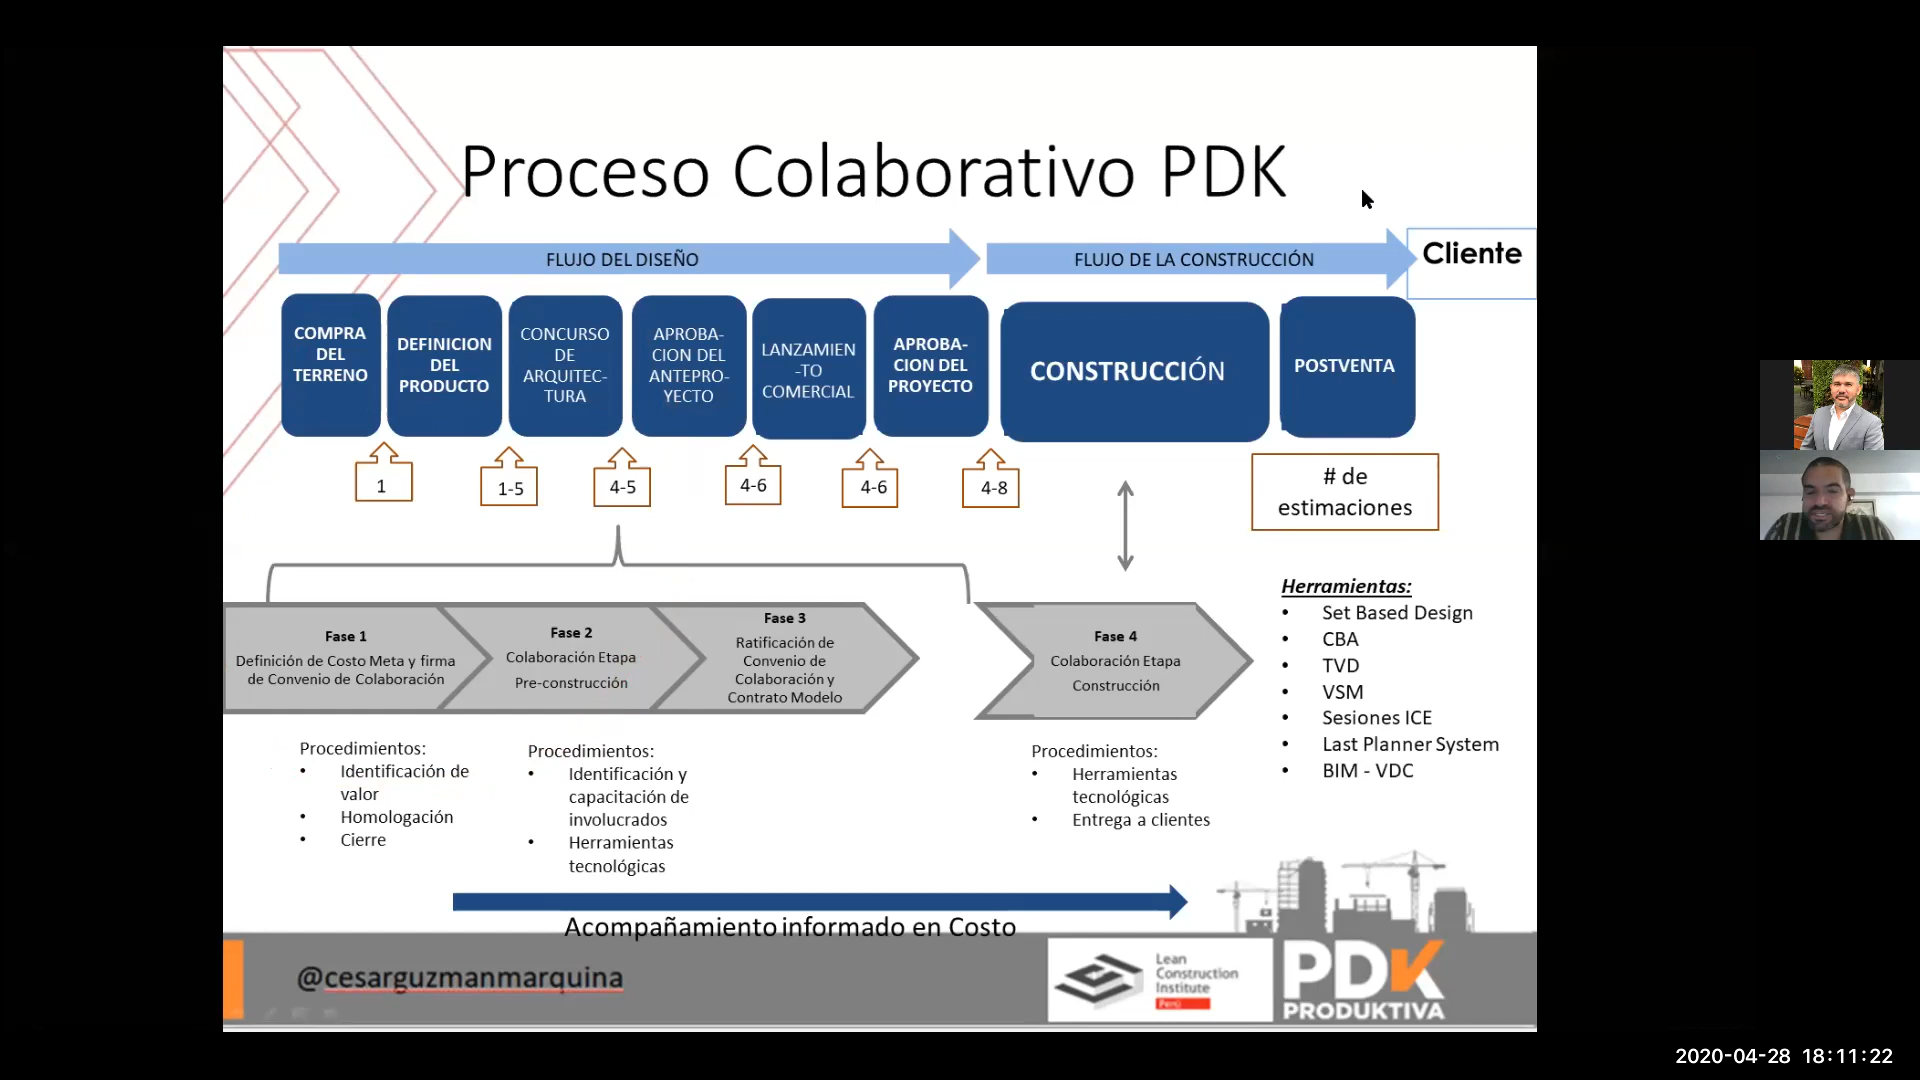 Proceso Colaborativo PDK
FLUJO DEL DISEÑO
FLUJO DE LA CONSTRUCCIÓN
Cliente
COMPRA
DEL
TERRENO
DEFINICION
DEL
PRODUCTO
CONCURSO
DE
ARQUITEC-
TURA
APROBA-
CION DEL
ANTEPRO-
YECTO
LANZAMIEN
-TO
COMERCIAL
APROBA-
CION DEL
PROYECTO
CONSTRUCCIÓN
POSTVENTA
1
1-5
4-5
4-6
4-6
4-8
# de
estimaciones
Fase 1
Definición de Costo Meta y firma
de Convenio de Colaboración
Fase 2
Colaboración Etapa
Pre-construcción
Fase 3
Ratificación de
Convenio de
Colaboración y
Contrato Modelo
Fase 4
Colaboración Etapa
Construcción
Herramientas:
• Set Based Design
• CBA
• TVD
• VSM
• Sesiones ICE
• Last Planner System
• BIM - VDC
Procedimientos:
• Identificación de
valor
• Homologación
• Cierre
Procedimientos:
• Identificación y
capacitación de
involucrados
• Herramientas
tecnológicas
Procedimientos:
• Herramientas
tecnológicas
• Entrega a clientes
Acompañamiento informado en Costo
@cesarguzmanmarquina
Lean
Construction
Institute
Perú
PDK
PRODUKTIVA
2020-04-28 18:11:22